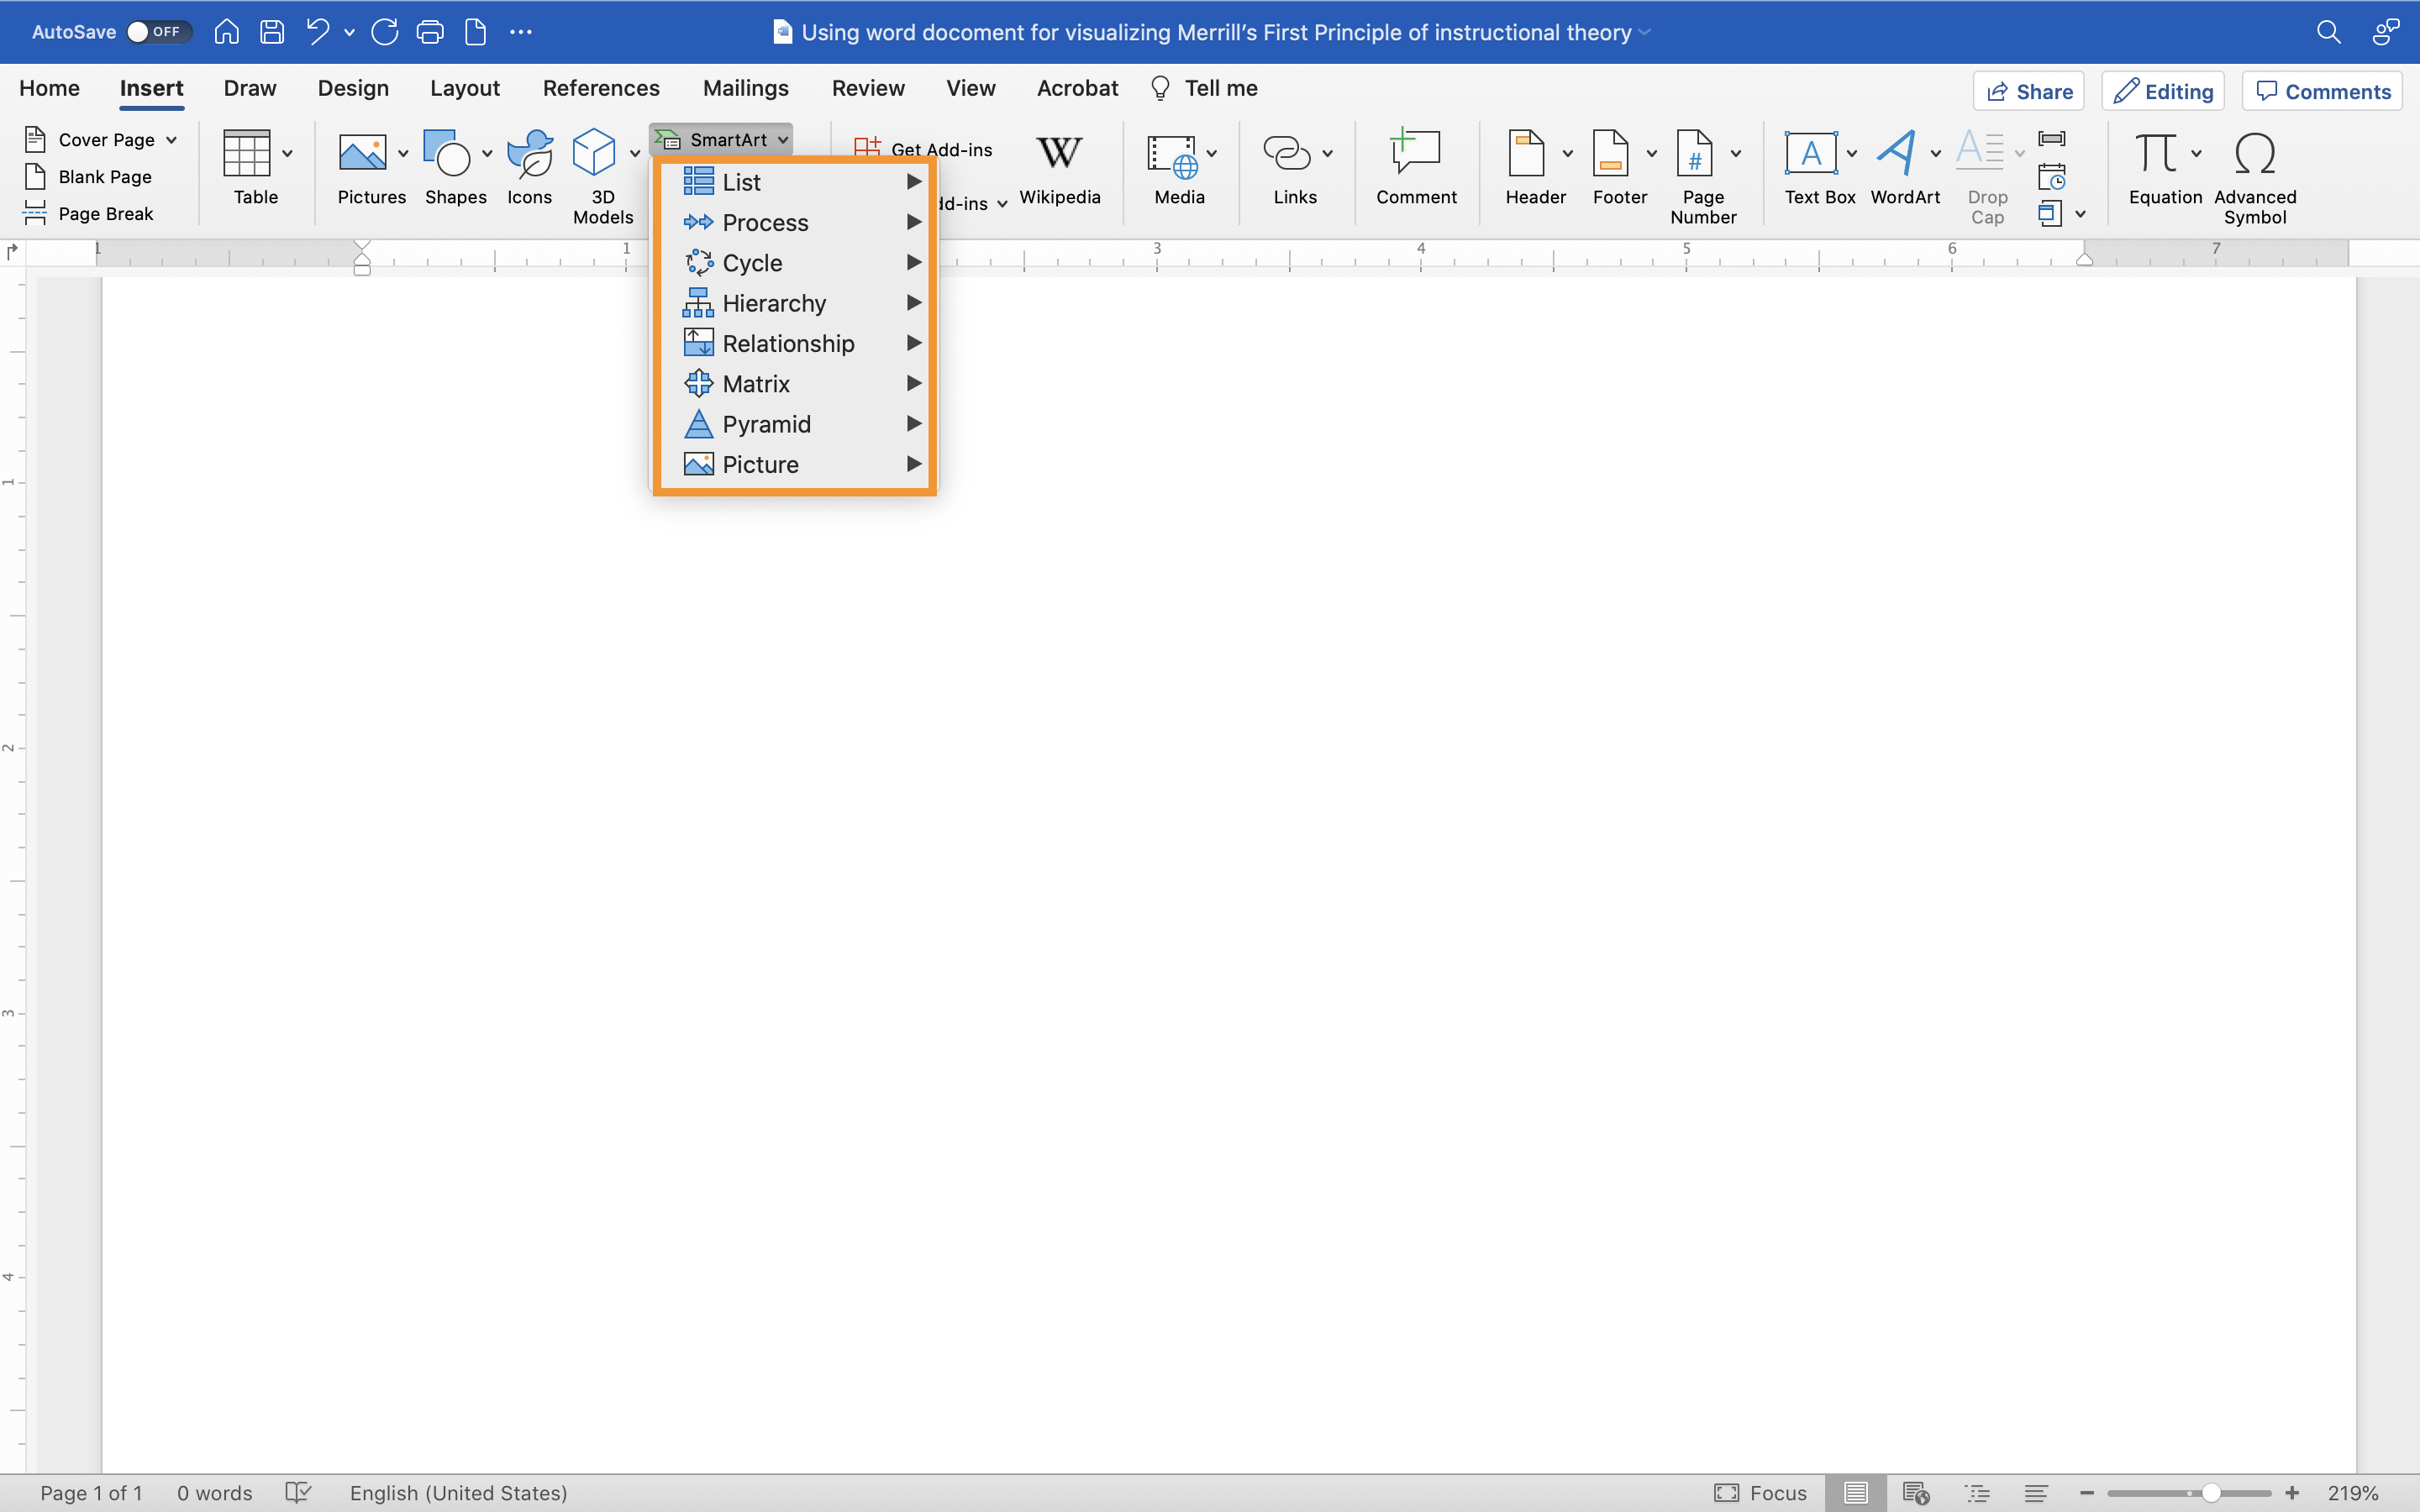 AutoSave OFF
Using word docoment for visualizing Merrill’s First Principle of instructional theory
Home Insert Draw Design Layout References Mailings Review View Acrobat Tell me
Share Editing Comments
Cover Page
Blank Page
Page Break
Table
Pictures
Shapes
Icons
3D
Models
SmartArt
Get Add-ins
dd-ins
Wikipedia
Media
Links
Comment
Header
Footer
Page
Number
Text Box
WordArt
Drop
Cap
Equation
Advanced
Symbol
List
Process
Cycle
Hierarchy
Relationship
Matrix
Pyramid
Picture
1 1 3 4 5 6 7
1
2
3
4
Page 1 of 1 0 words English (United States) Focus 219%